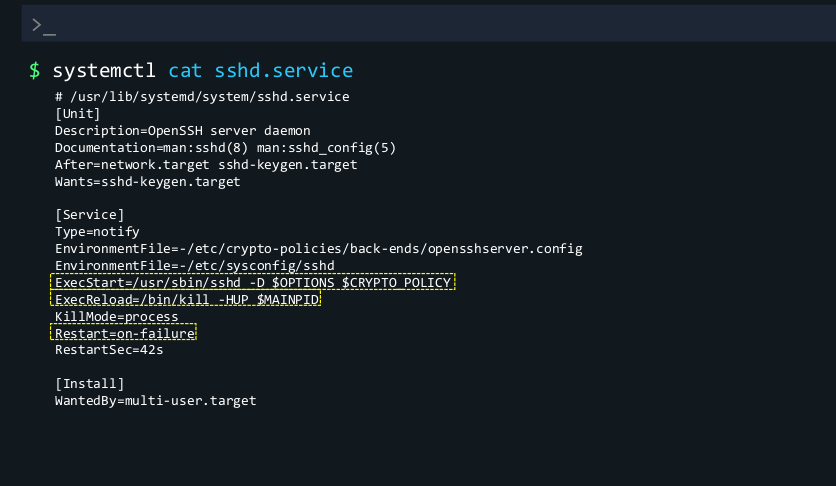 >_
$ systemctl cat sshd.service
# /usr/lib/systemd/system/sshd.service
[Unit]
Description=OpenSSH server daemon
Documentation=man:sshd(8) man:sshd_config(5)
After=network.target sshd-keygen.target
Wants=sshd-keygen.target

[Service]
Type=notify
EnvironmentFile=-/etc/crypto-policies/back-ends/opensshserver.config
EnvironmentFile=-/etc/sysconfig/sshd
ExecStart=/usr/sbin/sshd -D $OPTIONS $CRYPTO_POLICY
ExecReload=/bin/kill -HUP $MAINPID
KillMode=process
Restart=on-failure
RestartSec=42s

[Install]
WantedBy=multi-user.target